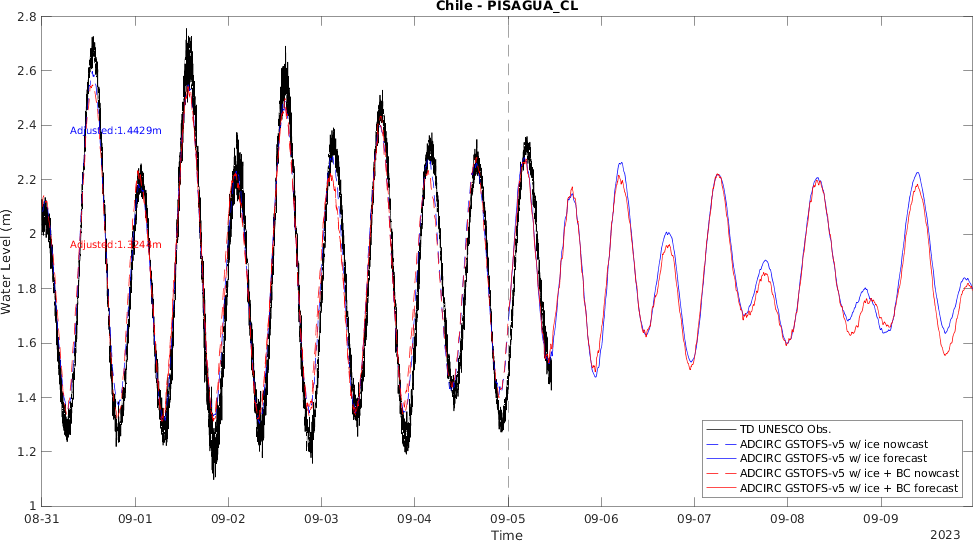 Chile - PISAGUA_CL
2.8
2.6
2.4
2.2
2
1.8
1.6
1.4
1.2
1
Water Level (m)
Adjusted:1.4429m
Adjusted:1.3244m
TD UNESCO Obs.
ADCIRC GSTOFS-v5 w/ ice nowcast
ADCIRC GSTOFS-v5 w/ ice forecast
ADCIRC GSTOFS-v5 w/ ice + BC nowcast
ADCIRC GSTOFS-v5 w/ ice + BC forecast
08-31 09-01 09-02 09-03 09-04 09-05 09-06 09-07 09-08 09-09
Time
2023